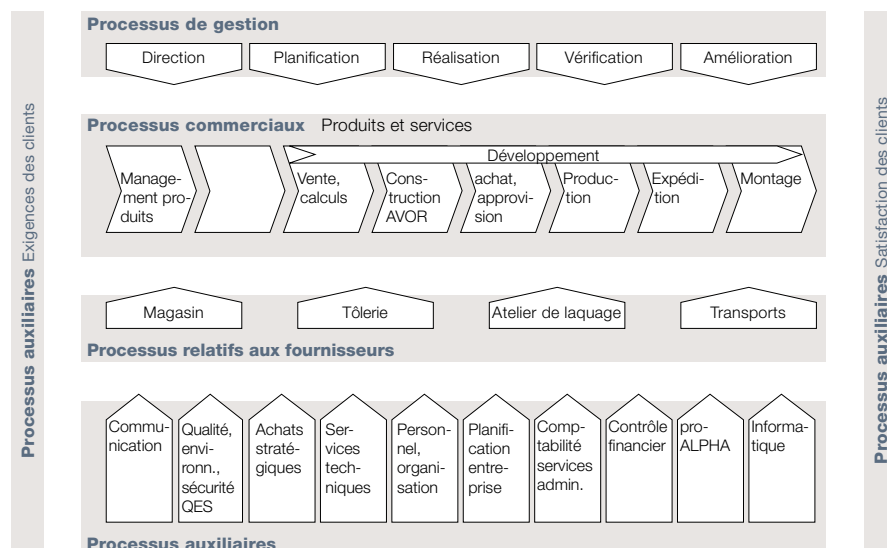 Processus de gestion
Direction
Planification
Réalisation
Vérification
Amélioration
Processus commerciaux Produits et services
Développement
Manage-
ment pro-
duits
Vente,
calculs
Cons-
truction
AVOR
achat,
approvi-
sion
Produc-
tion
Expédi-
tion
Montage
Magasin
Tôlerie
Atelier de laquage
Transports
Processus relatifs aux fournisseurs
Commu-
nication
Qualité,
envi-
ronn.,
sécurité
QES
Achats
straté-
giques
Ser-
vices
tech-
niques
Person-
nel,
organi-
sation
Planifi-
cation
entre-
prise
Comp-
tabilité
services
admin.
Contrôle
financier
pro-
ALPHA
Informa-
tique
Processus auxiliaires
Processus auxiliaires Exigences des clients
Processus auxiliaires Satisfaction des clients